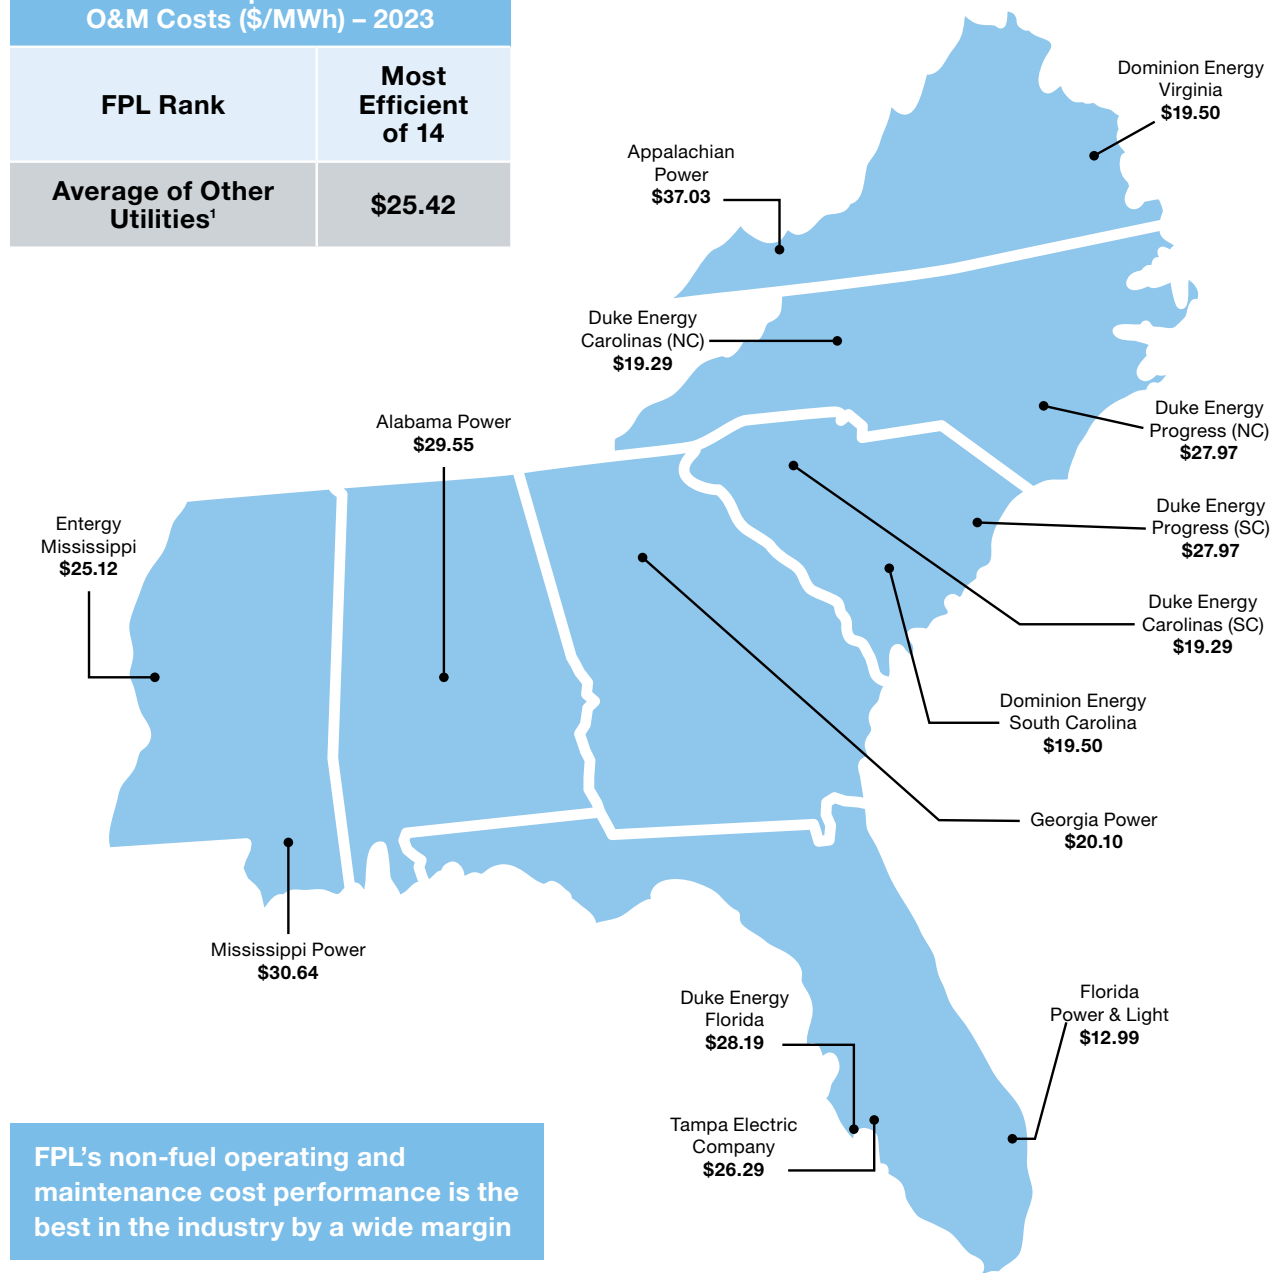 O&M Costs ($/MWh) – 2023
FPL Rank
Most
Efficient
of 14
Average of Other
Utilities¹
$25.42
Dominion Energy
Virginia
$19.50
Appalachian
Power
$37.03
Duke Energy
Carolinas (NC)
$19.29
Alabama Power
$29.55
Duke Energy
Progress (NC)
$27.97
Entergy
Mississippi
$25.12
Duke Energy
Progress (SC)
$27.97
Duke Energy
Carolinas (SC)
$19.29
Dominion Energy
South Carolina
$19.50
Georgia Power
$20.10
Mississippi Power
$30.64
Duke Energy
Florida
$28.19
Florida
Power & Light
$12.99
Tampa Electric
Company
$26.29
FPL’s non-fuel operating and
maintenance cost performance is the
best in the industry by a wide margin